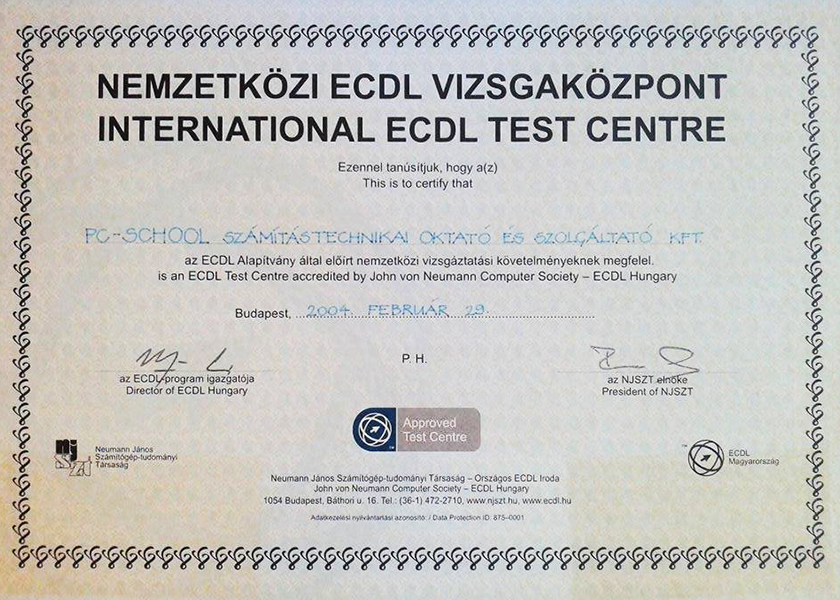 NEMZETKÖZI ECDL VIZSGAKÖZPONT
INTERNATIONAL ECDL TEST CENTRE
Ezennel tanúsítjuk, hogy a(z)
This is to certify that
PC-SCHOOL SZÁMÍTÁSTECHNIKAI OKTATÓ ÉS SZOLGÁLTATÓ KFT.
az ECDL Alapítvány által előírt nemzetközi vizsgáztatási követelményeknek megfelel.
is an ECDL Test Centre accredited by John von Neumann Computer Society – ECDL Hungary
Budapest, ...2004. FEBRUÁR 29.
P. H.
az ECDL-program igazgatója
Director of ECDL Hungary
az NJSZT elnöke
President of NJSZT
Approved
Test Centre
™
nj
szt
Neumann János
Számítógép-tudományi
Társaság
™
ECDL
Magyarország
Neumann János Számítógép-tudományi Társaság – Országos ECDL Iroda
John von Neumann Computer Society – ECDL Hungary
1054 Budapest, Báthori u. 16. Tel.: (36-1) 472-2710, www.njszt.hu, www.ecdl.hu
Adatkezelési nyilvántartási azonosító: / Data Protection ID: 875–0001